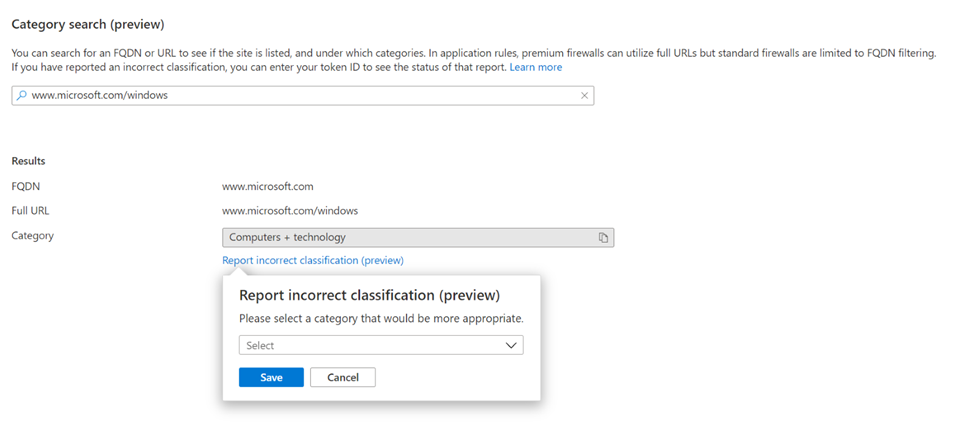 Category search (preview)
You can search for an FQDN or URL to see if the site is listed, and under which categories. In application rules, premium firewalls can utilize full URLs but standard firewalls are limited to FQDN filtering.
If you have reported an incorrect classification, you can enter your token ID to see the status of that report. Learn more
www.microsoft.com/windows
Results
FQDN www.microsoft.com
Full URL www.microsoft.com/windows
Category Computers + technology
Report incorrect classification (preview)
Report incorrect classification (preview)
Please select a category that would be more appropriate.
Select
Save Cancel